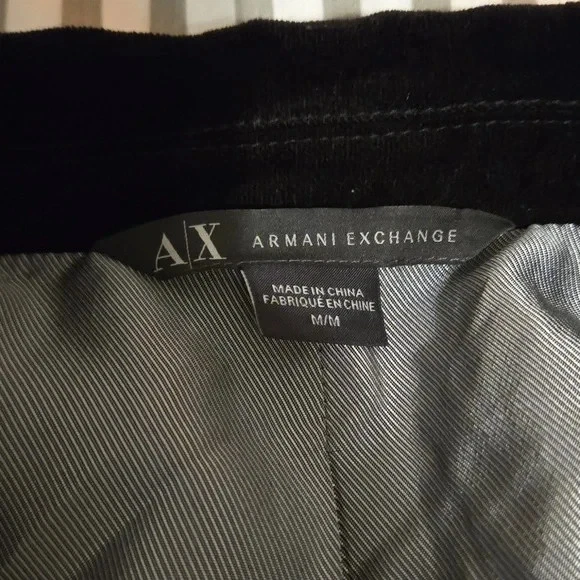 A|X ARMANI EXCHANGE
MADE IN CHINA
FABRIQUÉ EN CHINE
M/M